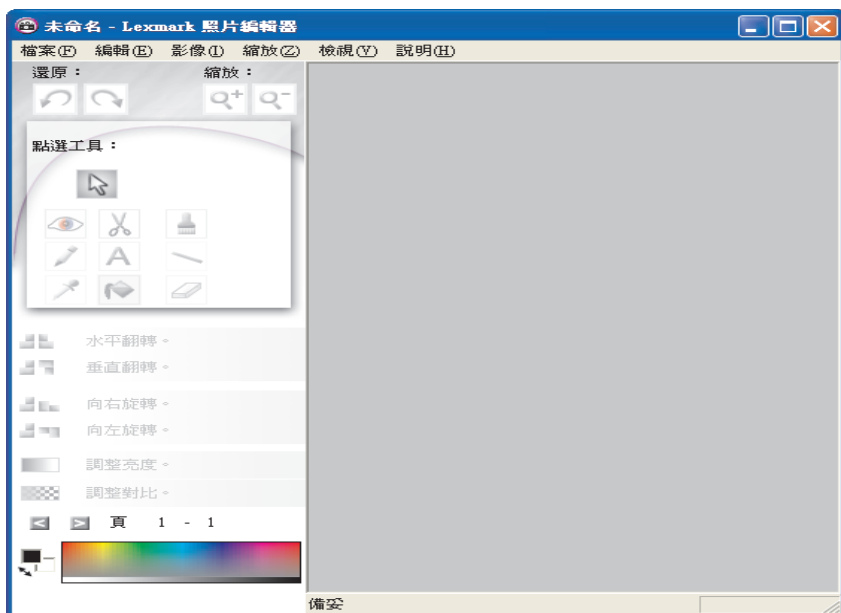 未命名 - Lexmark 照片編輯器
檔案(F) 編輯(E) 影像(I) 縮放(Z) 檢視(V) 說明(H)
還原： 縮放：
點選工具：
A
水平翻轉。
垂直翻轉。
向右旋轉。
向左旋轉。
調整亮度。
調整對比。
< > 頁 1 - 1
備妥